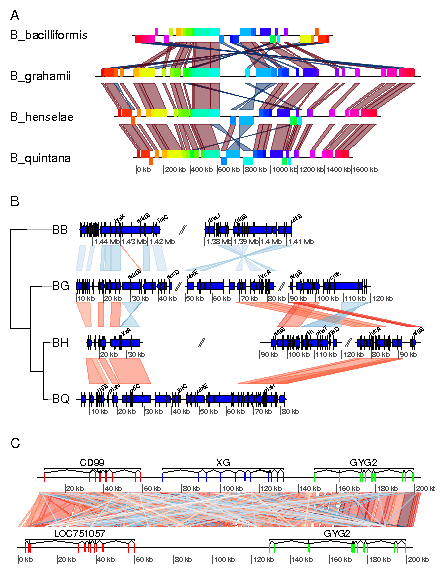 A
B_bacilliformis
B_grahamii
B_henselae
B_quintana
0 kb 200 kb 400 kb 600 kb 800 kb 1000 kb 1200 kb 1400 kb 1600 kb
B
BB
1.44 Mb 1.43 Mb 1.42 Mb 1.38 Mb 1.39 Mb 1.4 Mb 1.41 Mb
BG
10 kb 20 kb 30 kb 40 kb 50 kb 60 kb 70 kb 80 kb 90 kb 100 kb 110 kb 120 kb
BH
20 kb 30 kb 90 kb 100 kb 110 kb 120 kb 90 kb
BQ
10 kb 20 kb 30 kb 40 kb 50 kb 60 kb 70 kb 80 kb
C
CD99 XG GYG2
20 kb 40 kb 60 kb 80 kb 100 kb 120 kb 140 kb 160 kb 180 kb 200 kb
LOC751057 GYG2
0 kb 20 kb 40 kb 60 kb 80 kb 100 kb 120 kb 140 kb 160 kb 180 kb 200 kb